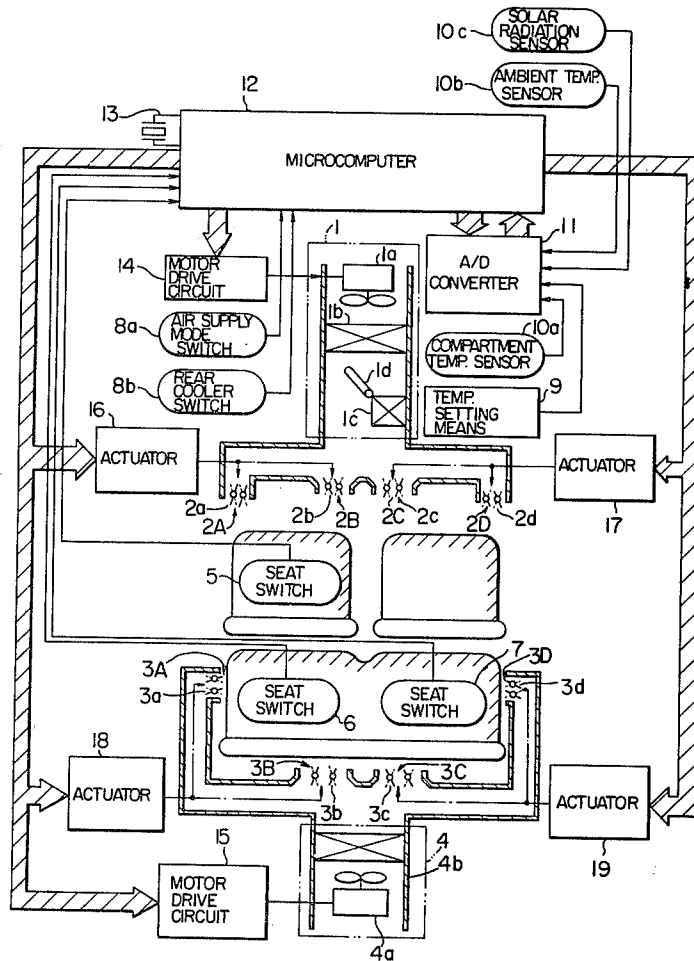 SOLAR
RADIATION
SENSOR
10c
AMBIENT TEMP.
SENSOR
10b
12
13
MICROCOMPUTER
1
11
14
MOTOR
DRIVE
CIRCUIT
1a
A/D
CONVERTER
8a
AIR SUPPLY
MODE
SWITCH
1b
10a
COMPARTMENT
TEMP. SENSOR
8b
REAR
COOLER
SWITCH
1d
1c
TEMP.
SETTING
MEANS
9
16
ACTUATOR
ACTUATOR
17
2a
2A
2b
2B
2C
2c
2D
2d
5
SEAT
SWITCH
7
3A
3D
3a
3d
SEAT
SWITCH
6
SEAT
SWITCH
18
3B
3C
ACTUATOR
3b
3c
ACTUATOR
19
15
4
MOTOR
DRIVE
CIRCUIT
4b
4a